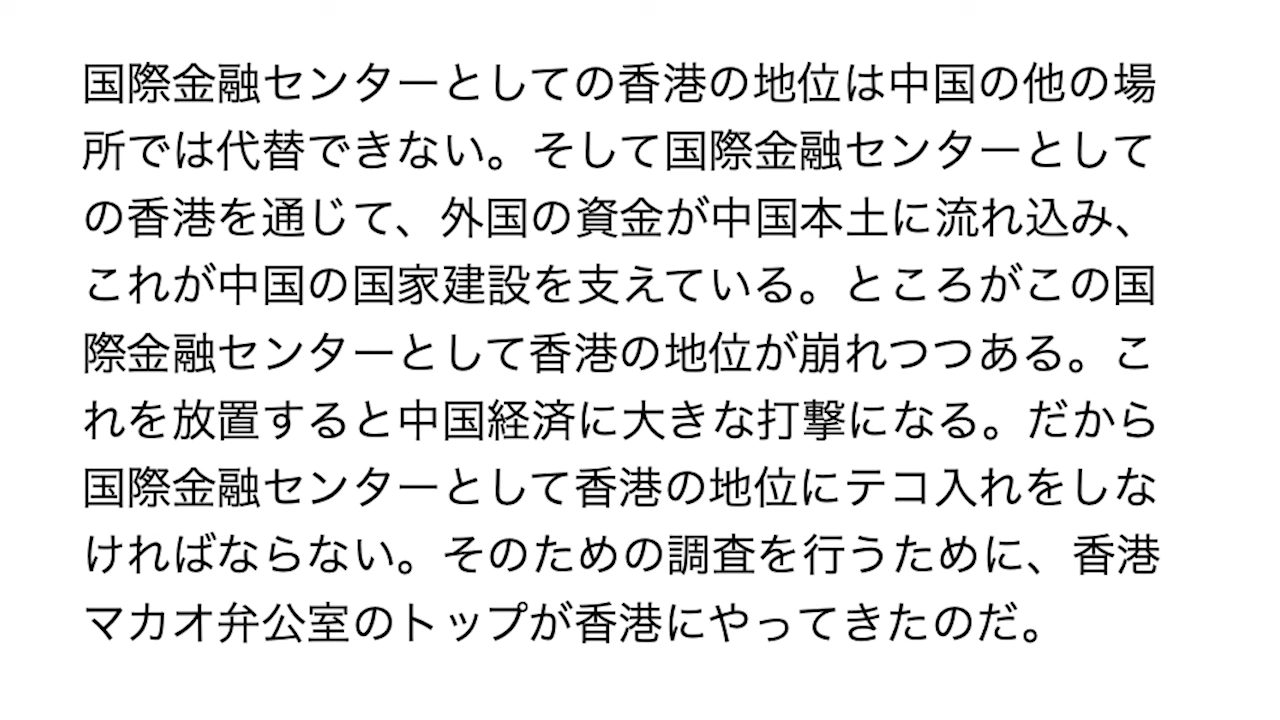 国際金融センターとしての香港の地位は中国の他の場
所では代替できない。そして国際金融センターとして
の香港を通じて、外国の資金が中国本土に流れ込み、
これが中国の国家建設を支えている。ところがこの国
際金融センターとして香港の地位が崩れつつある。こ
れを放置すると中国経済に大きな打撃になる。だから
国際金融センターとして香港の地位にテコ入れをしな
ければならない。そのための調査を行うために、香港
マカオ弁公室のトップが香港にやってきたのだ。